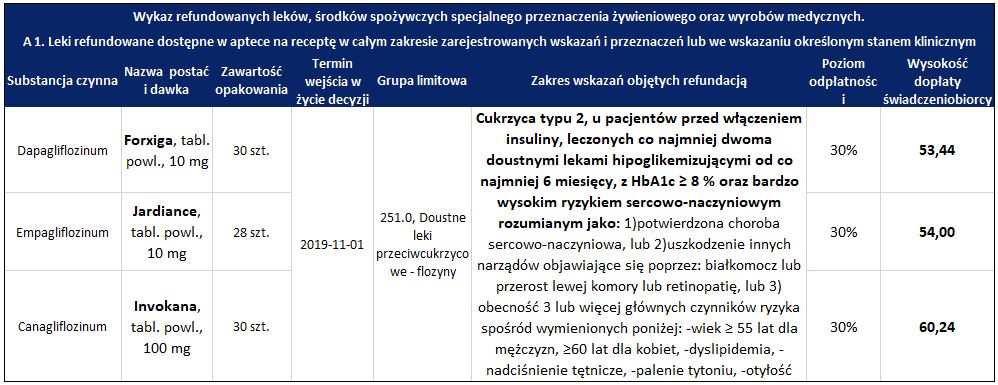 Wykaz refundowanych leków, środków spożywczych specjalnego przeznaczenia żywieniowego oraz wyrobów medycznych.
A 1. Leki refundowane dostępne w aptece na receptę w całym zakresie zarejestrowanych wskazań i przeznaczeń lub we wskazaniu określonym stanem klinicznym
Substancja czynna
Nazwa postać
i dawka
Zawartość
opakowania
Termin
wejścia w
życie decyzji
Grupa limitowa
Zakres wskazań objętych refundacją
Poziom
odpłatnośc
i
Wysokość
dopłaty
świadczeniobiorcy
Dapagliflozinum
Forxiga, tabl.
powl., 10 mg
30 szt.
2019-11-01
251.0, Doustne
leki
przeciwcukrzyco
we - flozyny
Cukrzyca typu 2, u pacjentów przed włączeniem
insuliny, leczonych co najmniej dwoma
doustnymi lekami hipoglikemizującymi od co
najmniej 6 miesięcy, z HbA1c ≥ 8 % oraz bardzo
wysokim ryzykiem sercowo-naczyniowym
rozumianym jako: 1)potwierdzona choroba
sercowo-naczyniowa, lub 2)uszkodzenie innych
narządów objawiające się poprzez: białkomocz lub
przerost lewej komory lub retinopatię, lub 3)
obecność 3 lub więcej głównych czynników ryzyka
spośród wymienionych poniżej: -wiek ≥ 55 lat dla
mężczyzn, ≥60 lat dla kobiet, -dyslipidemia, -
nadciśnienie tętnicze, -palenie tytoniu, -otyłość
30%
53,44
Empagliflozinum
Jardiance,
tabl. powl.,
10 mg
28 szt.
30%
54,00
Canagliflozinum
Invokana,
tabl. powl.,
100 mg
30 szt.
30%
60,24